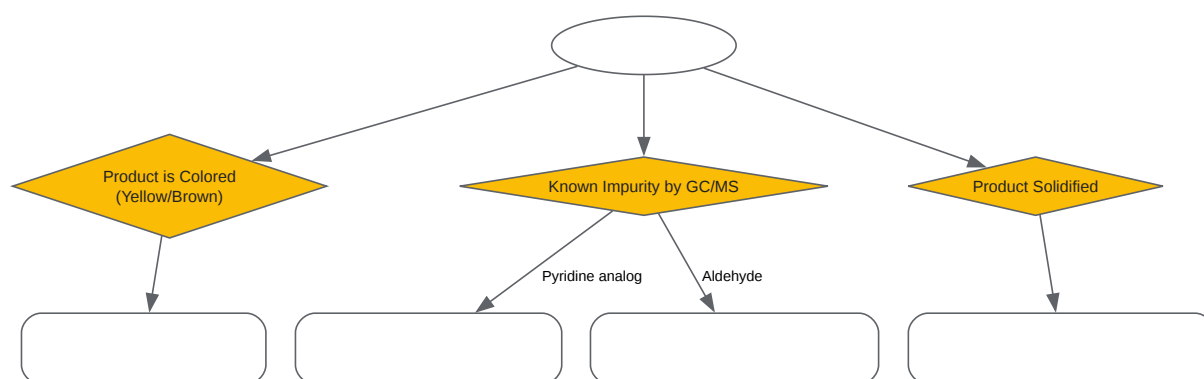 Product is Colored
(Yellow/Brown)
Known Impurity by GC/MS
Product Solidified
Pyridine analog
Aldehyde